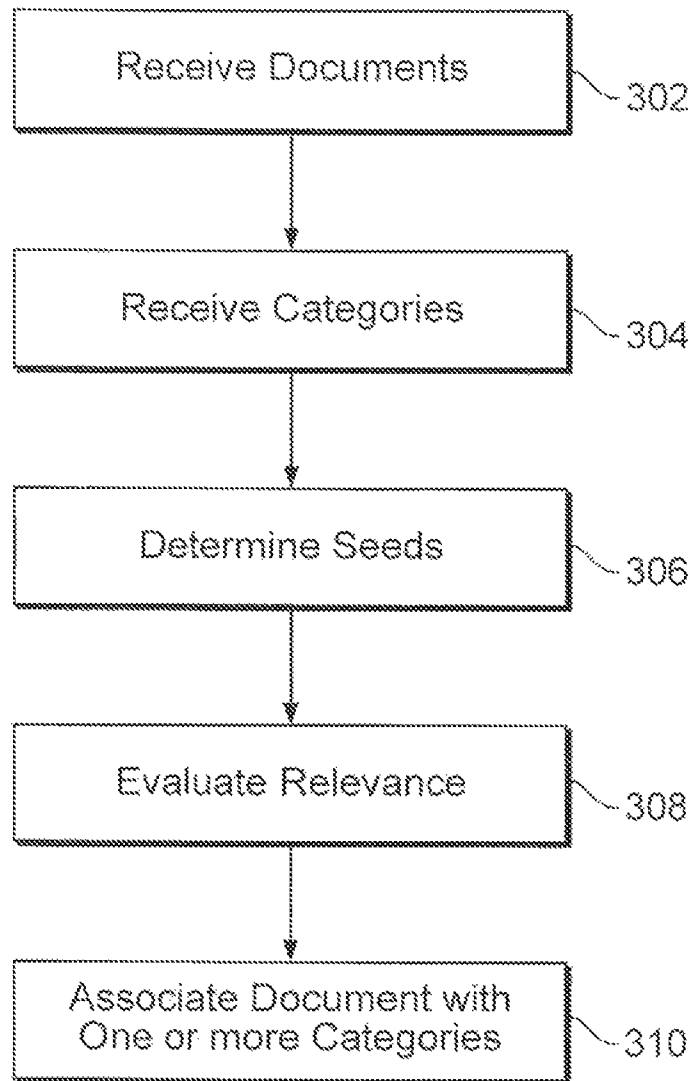 Receive Documents
302
Receive Categories
304
Determine Seeds
306
Evaluate Relevance
308
Associate Document with
One or more Categories
310